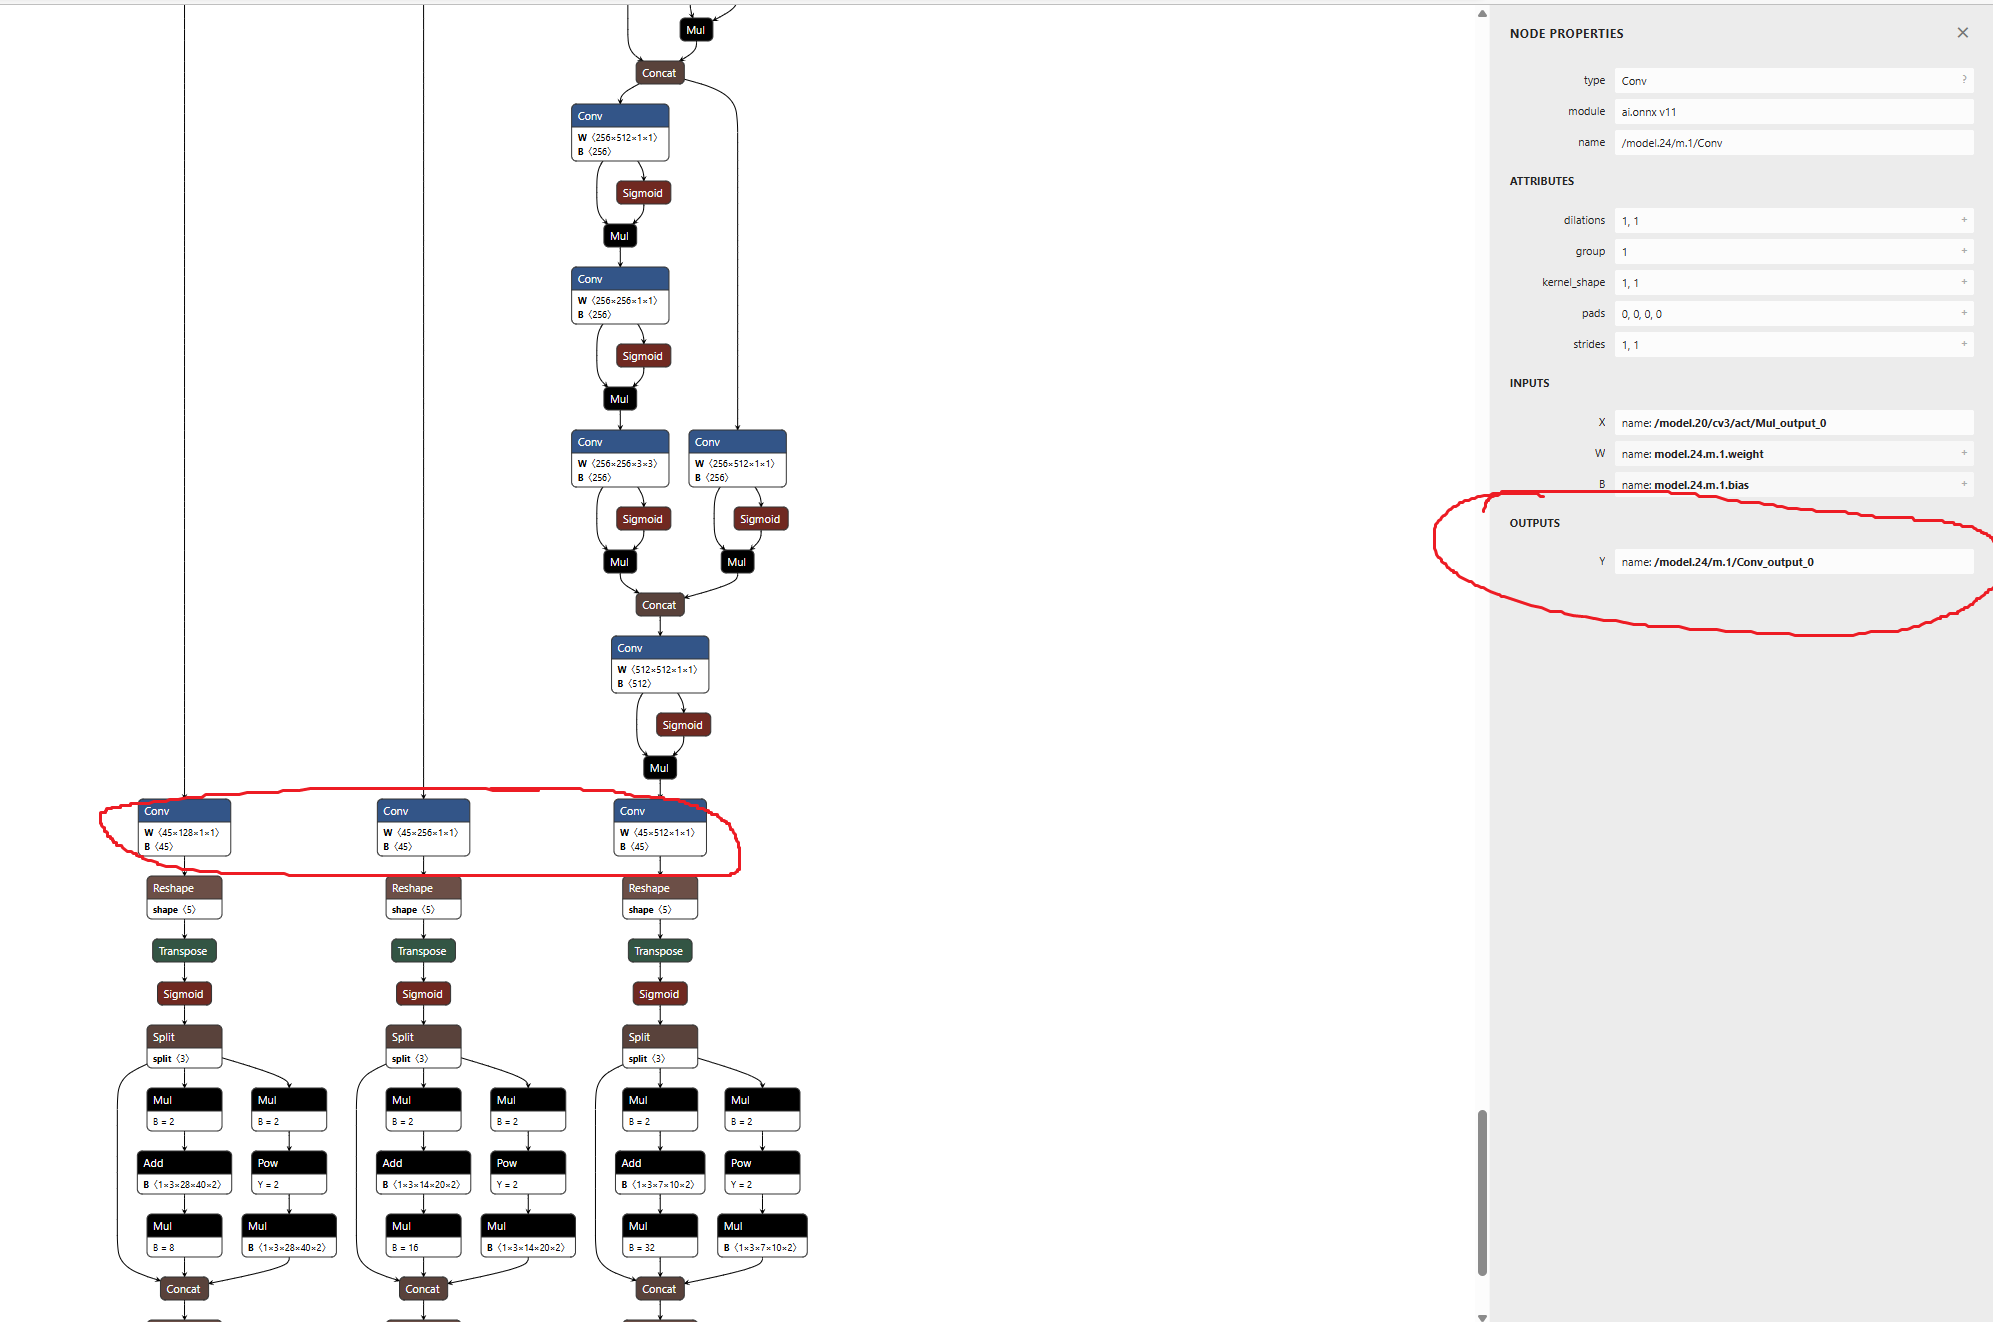 Mul
Concat
Conv
W ⟨256×512×1×1⟩
B ⟨256⟩
Sigmoid
Mul
Conv
W ⟨256×256×1×1⟩
B ⟨256⟩
Sigmoid
Mul
Conv
W ⟨256×256×3×3⟩
B ⟨256⟩
Conv
W ⟨256×512×1×1⟩
B ⟨256⟩
Sigmoid
Sigmoid
Mul
Mul
Concat
Conv
W ⟨512×512×1×1⟩
B ⟨512⟩
Sigmoid
Mul
Conv
W ⟨45×128×1×1⟩
B ⟨45⟩
Conv
W ⟨45×256×1×1⟩
B ⟨45⟩
Conv
W ⟨45×512×1×1⟩
B ⟨45⟩
Reshape
shape ⟨5⟩
Reshape
shape ⟨5⟩
Reshape
shape ⟨5⟩
Transpose
Transpose
Transpose
Sigmoid
Sigmoid
Sigmoid
Split
split ⟨3⟩
Split
split ⟨3⟩
Split
split ⟨3⟩
Mul
B = 2
Mul
B = 2
Mul
B = 2
Mul
B = 2
Mul
B = 2
Mul
B = 2
Add
B ⟨1×3×28×40×2⟩
Pow
Y = 2
Add
B ⟨1×3×14×20×2⟩
Pow
Y = 2
Add
B ⟨1×3×7×10×2⟩
Pow
Y = 2
Mul
B = 8
Mul
B ⟨1×3×28×40×2⟩
Mul
B = 16
Mul
B ⟨1×3×14×20×2⟩
Mul
B = 32
Mul
B ⟨1×3×7×10×2⟩
Concat
Concat
Concat
NODE PROPERTIES ×
type Conv ?
module ai.onnx v11
name /model.24/m.1/Conv
ATTRIBUTES
dilations 1, 1 +
group 1 +
kernel_shape 1, 1 +
pads 0, 0, 0, 0 +
strides 1, 1 +
INPUTS
X name: /model.20/cv3/act/Mul_output_0
W name: model.24.m.1.weight +
B name: model.24.m.1.bias +
OUTPUTS
Y name: /model.24/m.1/Conv_output_0